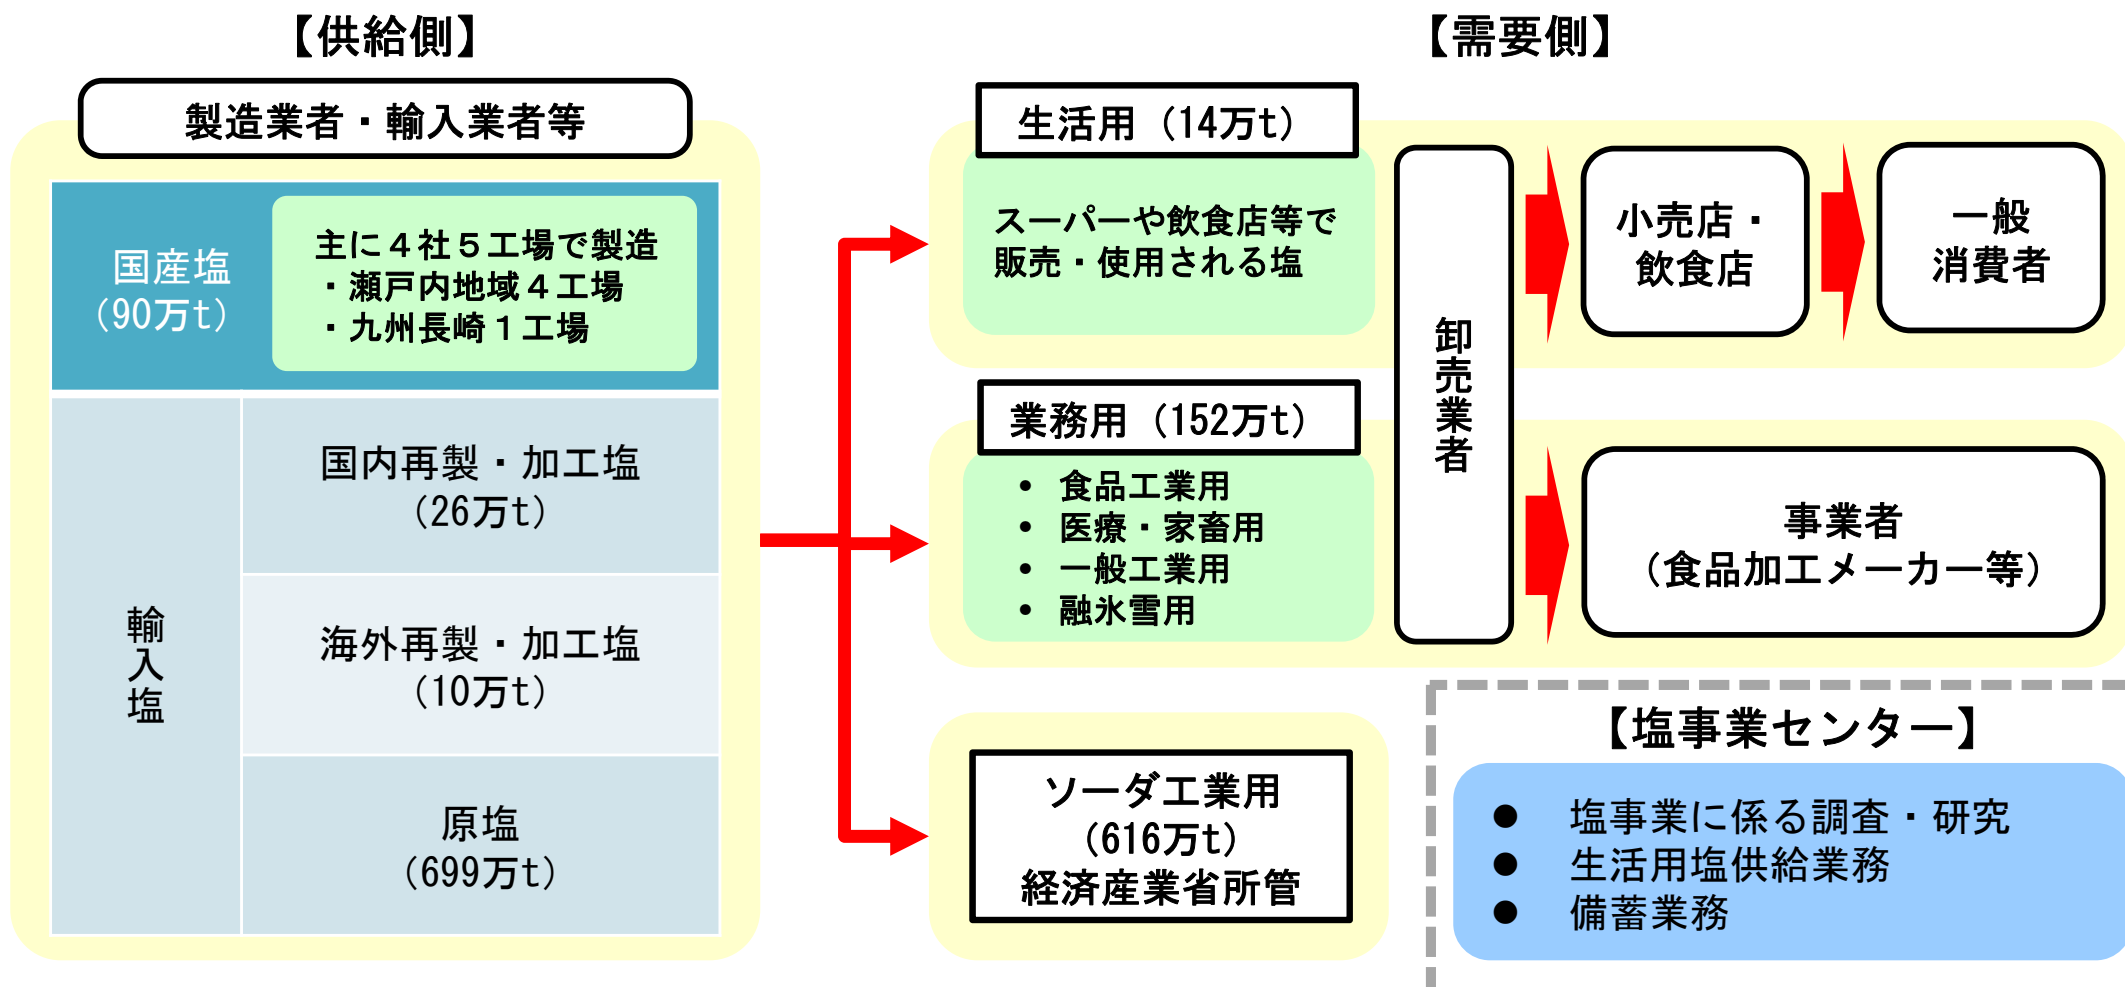 【供給側】
製造業者・輸入業者等
国産塩
（90万t）
主に４社５工場で製造
・瀬戸内地域４工場
・九州長崎１工場
輸入塩
国内再製・加工塩
（26万t）
海外再製・加工塩
（10万t）
原塩
（699万t）
【需要側】
生活用（14万t）
スーパーや飲食店等で
販売・使用される塩
業務用（152万t）
• 食品工業用
• 医療・家畜用
• 一般工業用
• 融氷雪用
卸売業者
小売店・
飲食店
一般
消費者
事業者
（食品加工メーカー等）
ソーダ工業用
（616万t）
経済産業省所管
【塩事業センター】
● 塩事業に係る調査・研究
● 生活用塩供給業務
● 備蓄業務